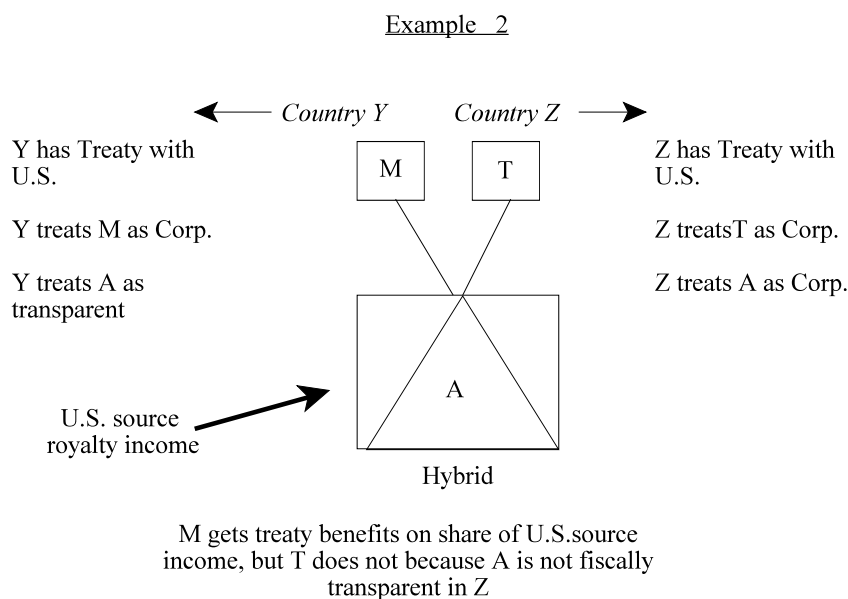 Example 2
Country Y
Country Z
Y has Treaty with
U.S.
Y treats M as Corp.
Y treats A as
transparent
M
T
Z has Treaty with
U.S.
Z treatsT as Corp.
Z treats A as Corp.
A
U.S. source
royalty income
Hybrid
M gets treaty benefits on share of U.S.source
income, but T does not because A is not fiscally
transparent in Z